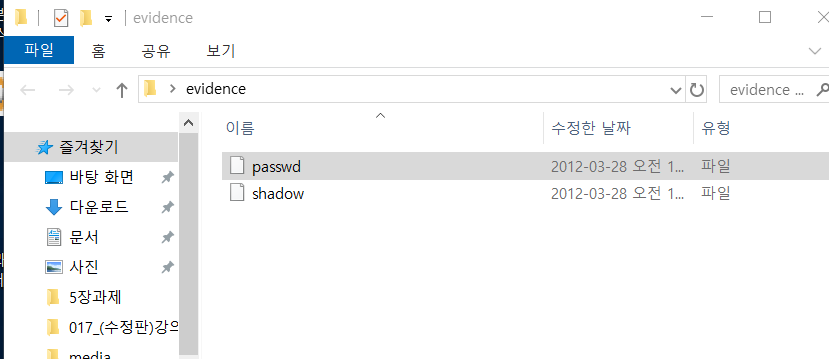 evidence
파일 홈 공유 보기
evidence evidence ...
이름 수정한 날짜 유형
즐겨찾기
passwd 2012-03-28 오전 1... 파일
바탕 화면
shadow 2012-03-28 오전 1... 파일
다운로드
문서
사진
5장과제
017_(수정판)강의
media